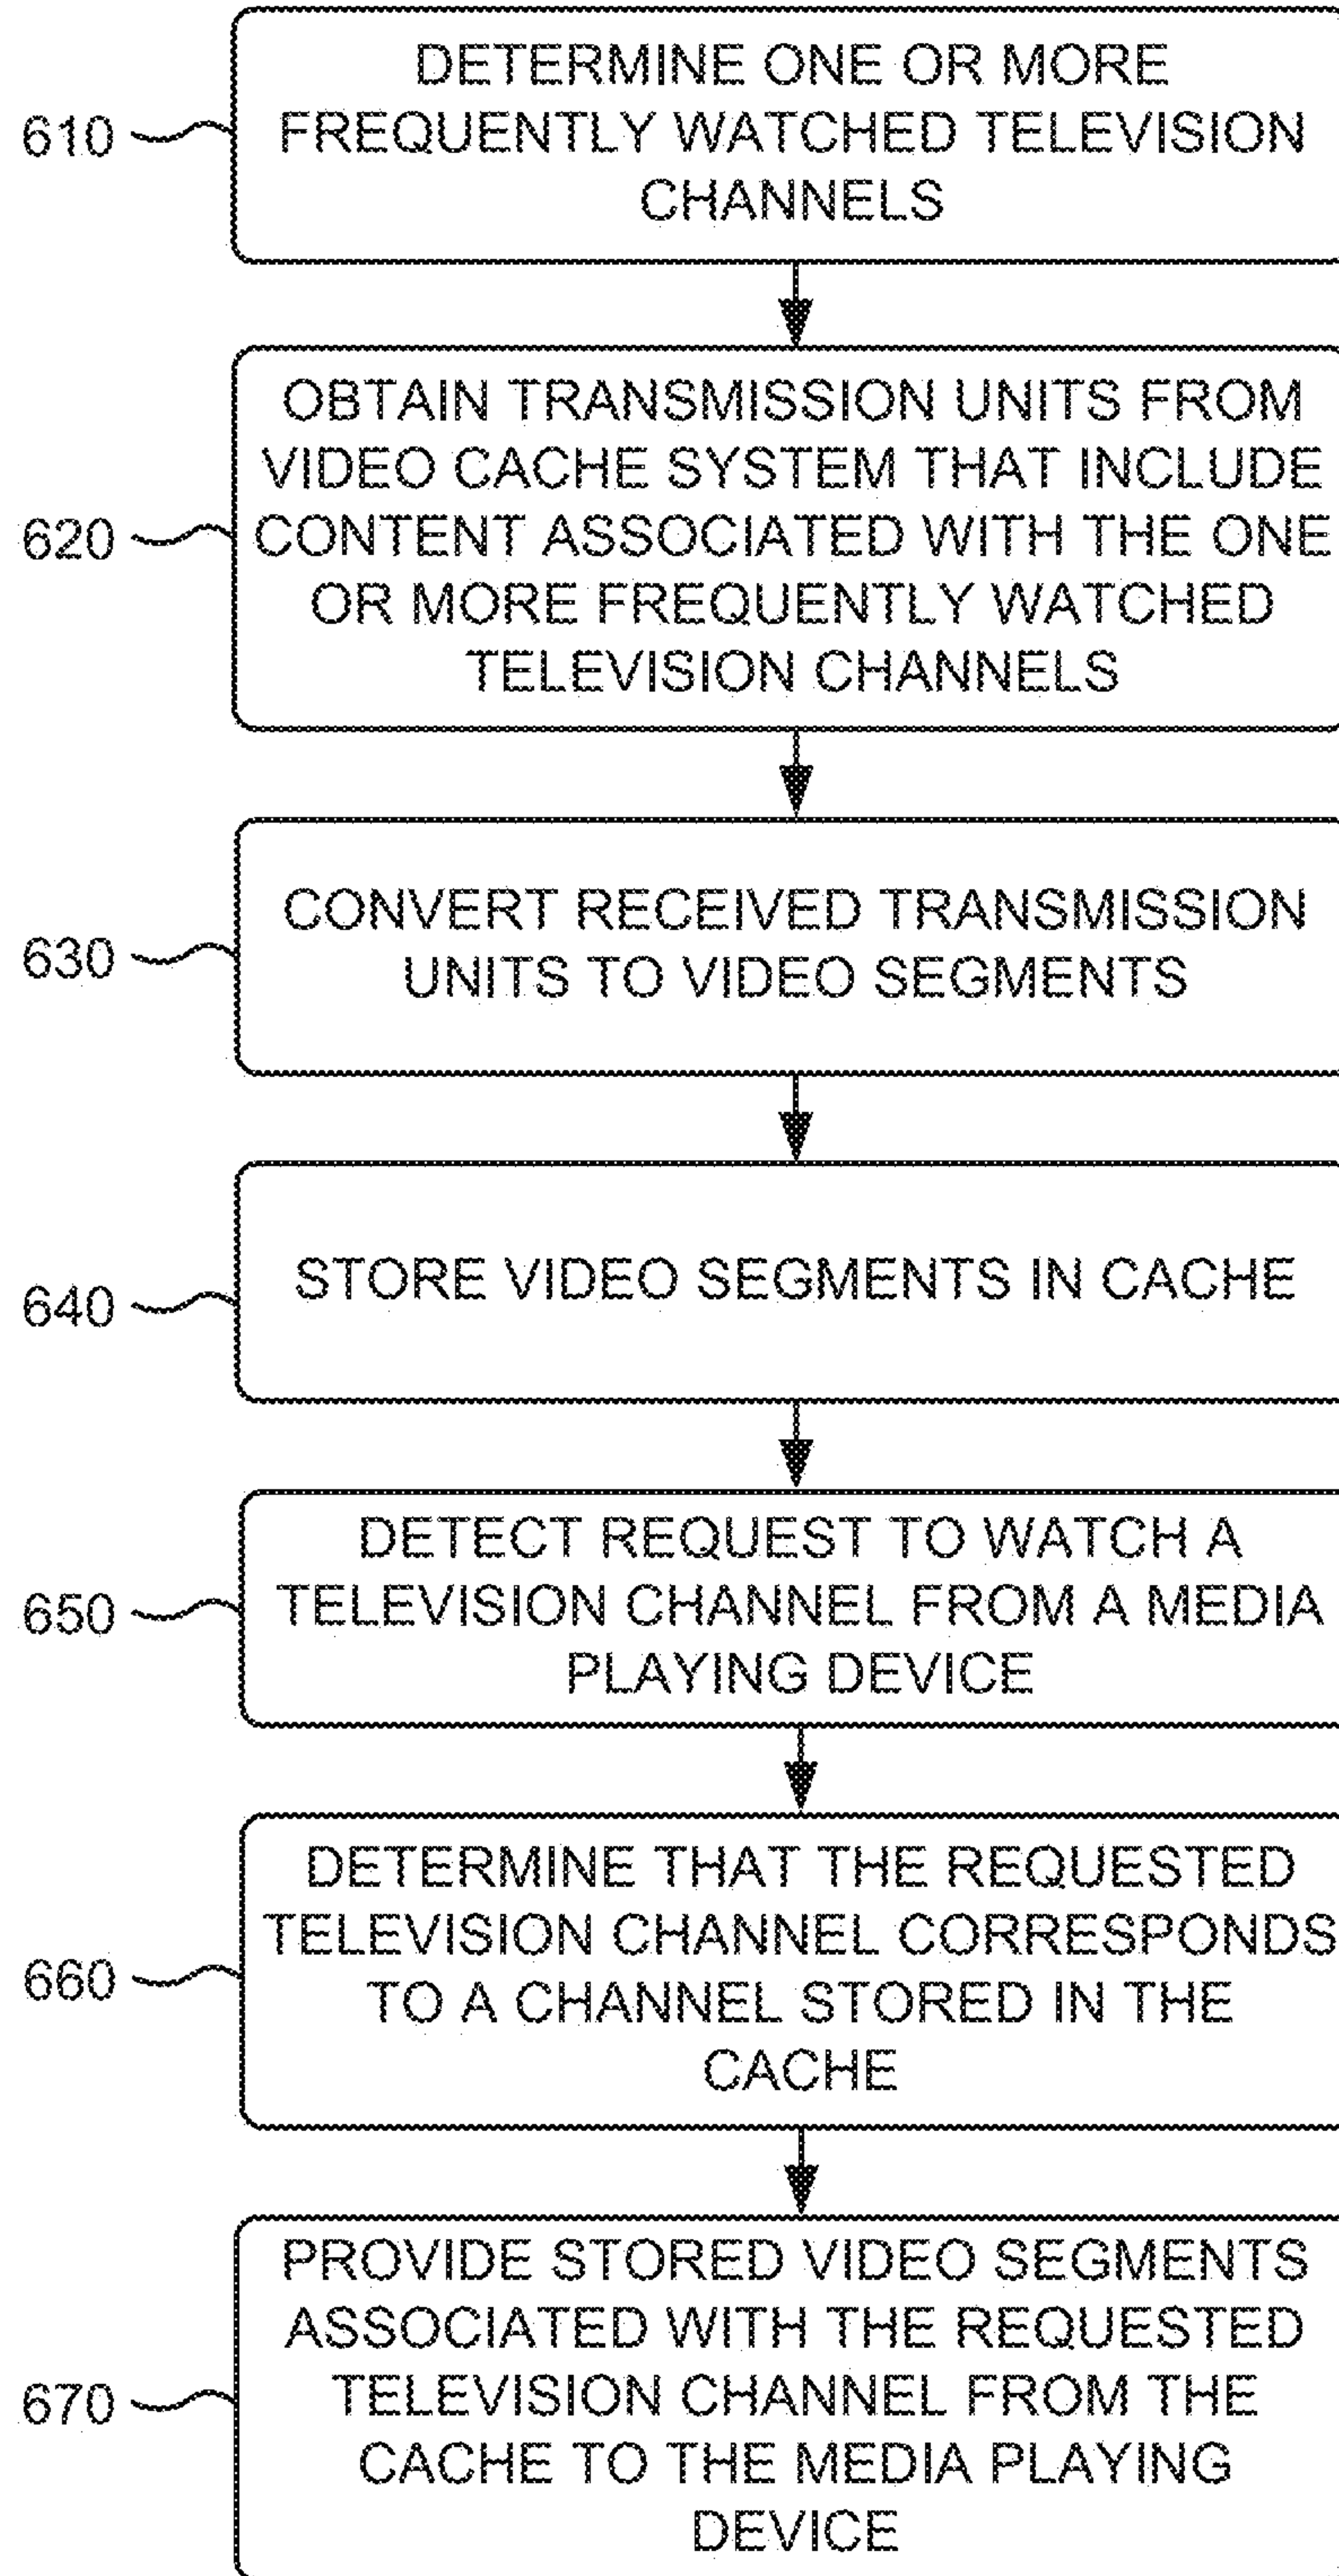 DETERMINE ONE OR MORE
FREQUENTLY WATCHED TELEVISION
CHANNELS
610
OBTAIN TRANSMISSION UNITS FROM
VIDEO CACHE SYSTEM THAT INCLUDE
CONTENT ASSOCIATED WITH THE ONE
OR MORE FREQUENTLY WATCHED
TELEVISION CHANNELS
620
CONVERT RECEIVED TRANSMISSION
UNITS TO VIDEO SEGMENTS
630
STORE VIDEO SEGMENTS IN CACHE
640
DETECT REQUEST TO WATCH A
TELEVISION CHANNEL FROM A MEDIA
PLAYING DEVICE
650
DETERMINE THAT THE REQUESTED
TELEVISION CHANNEL CORRESPONDS
TO A CHANNEL STORED IN THE
CACHE
660
PROVIDE STORED VIDEO SEGMENTS
ASSOCIATED WITH THE REQUESTED
TELEVISION CHANNEL FROM THE
CACHE TO THE MEDIA PLAYING
DEVICE
670